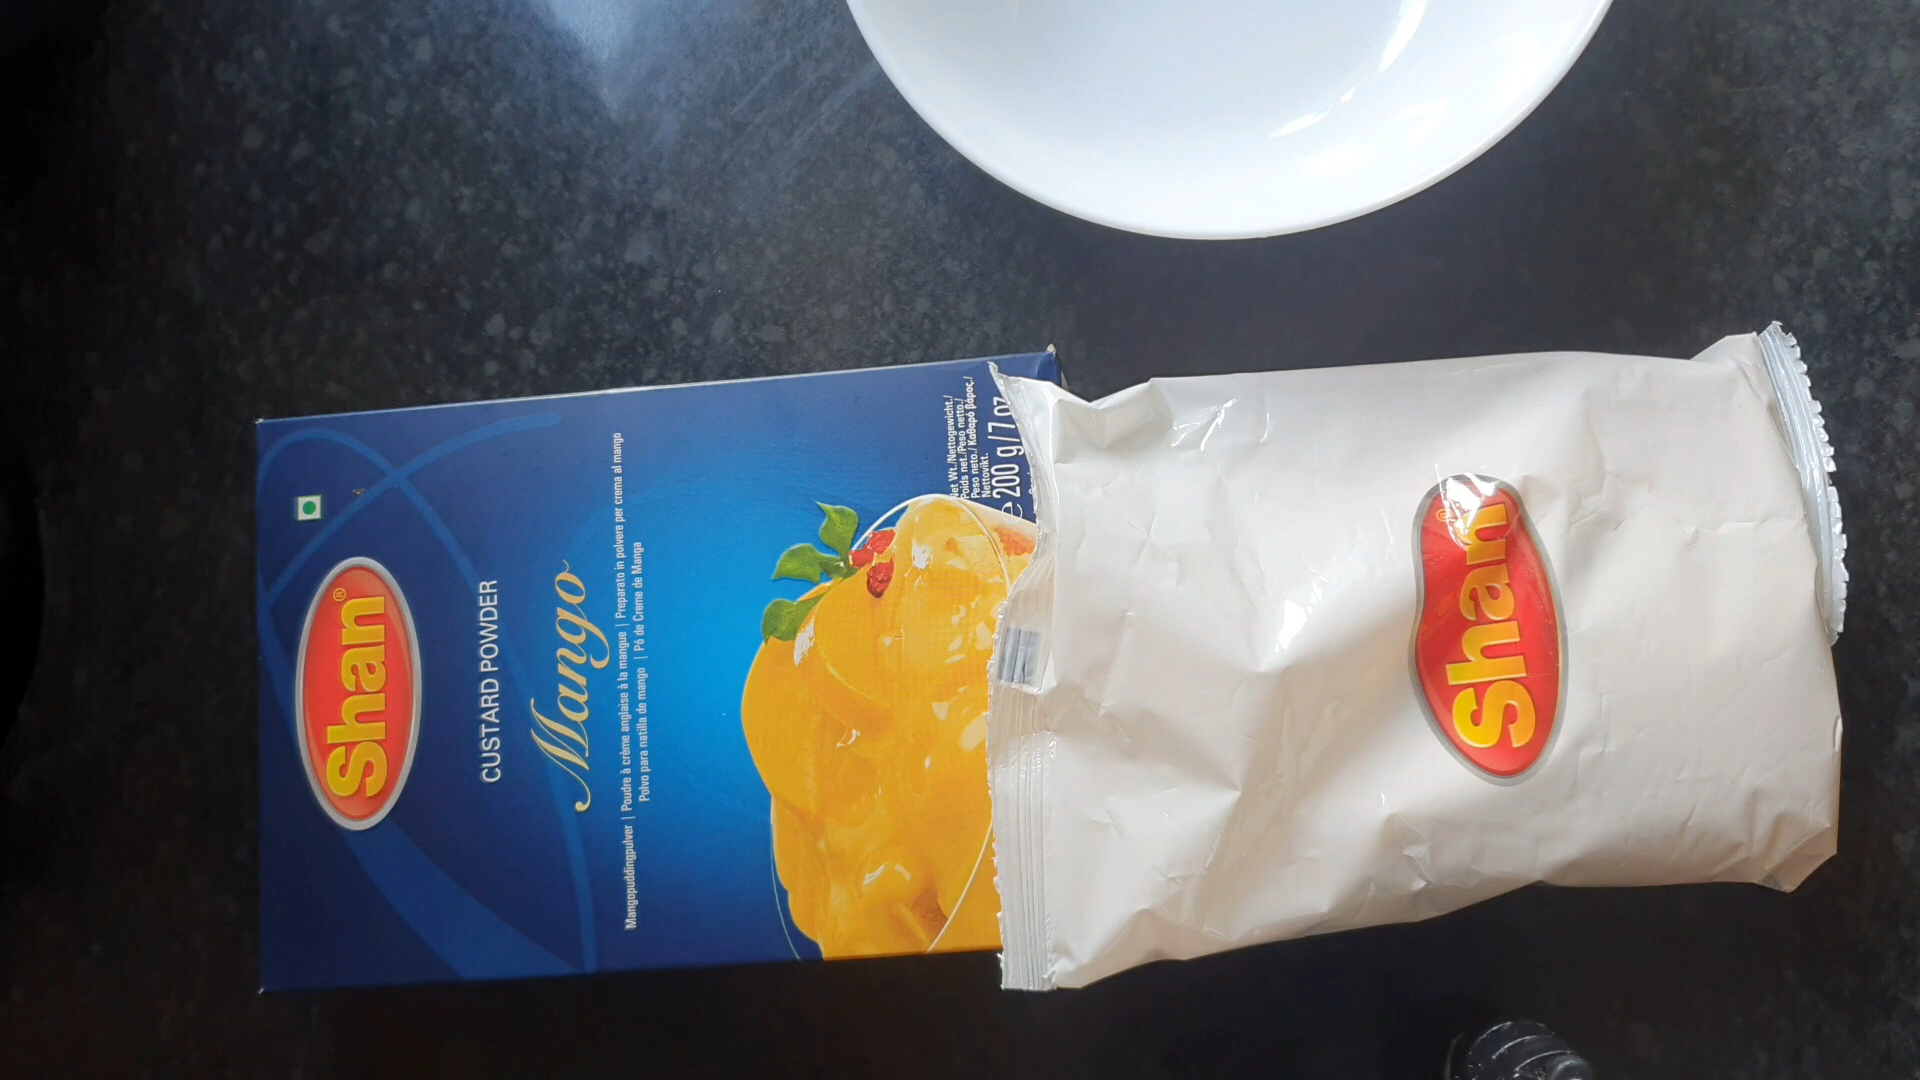 Shan®
CUSTARD POWDER
Mango
Mangopuddingpulver | Poudre à crème anglaise à la mangue | Preparato in polvere per crema al mango
Polvo para natilla de mango | Pó de Creme de Manga
Net Wt./Nettogewicht./
Poids net./Peso netto./
Peso neto./ Καθαρό βάρος./
Nettovikt.
e 200 g/7 oz
Shan®